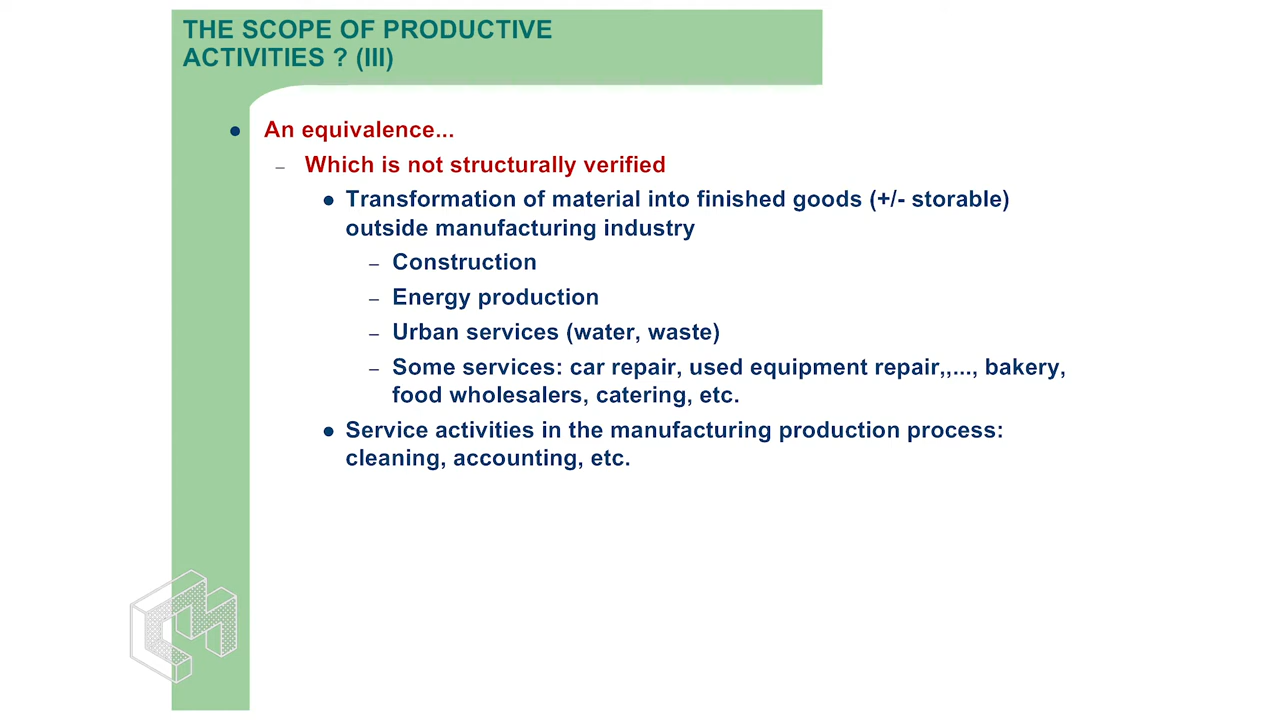 THE SCOPE OF PRODUCTIVE
ACTIVITIES ? (III)
An equivalence...
Which is not structurally verified
Transformation of material into finished goods (+/- storable)
outside manufacturing industry
Construction
Energy production
Urban services (water, waste)
Some services: car repair, used equipment repair,,..., bakery,
food wholesalers, catering, etc.
Service activities in the manufacturing production process:
cleaning, accounting, etc.
CM